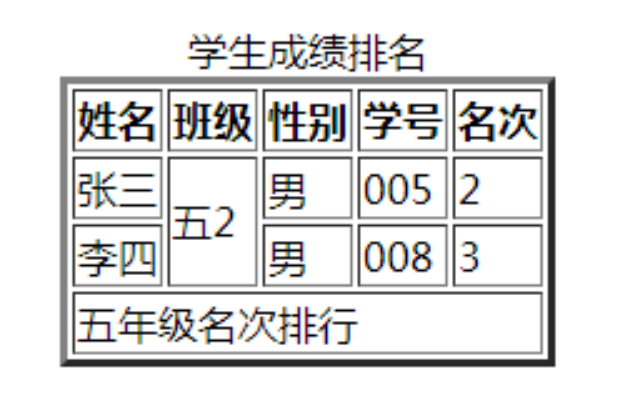 学生成绩排名
姓名 班级 性别 学号 名次
张三 五2 男 005 2
李四 男 008 3
五年级名次排行